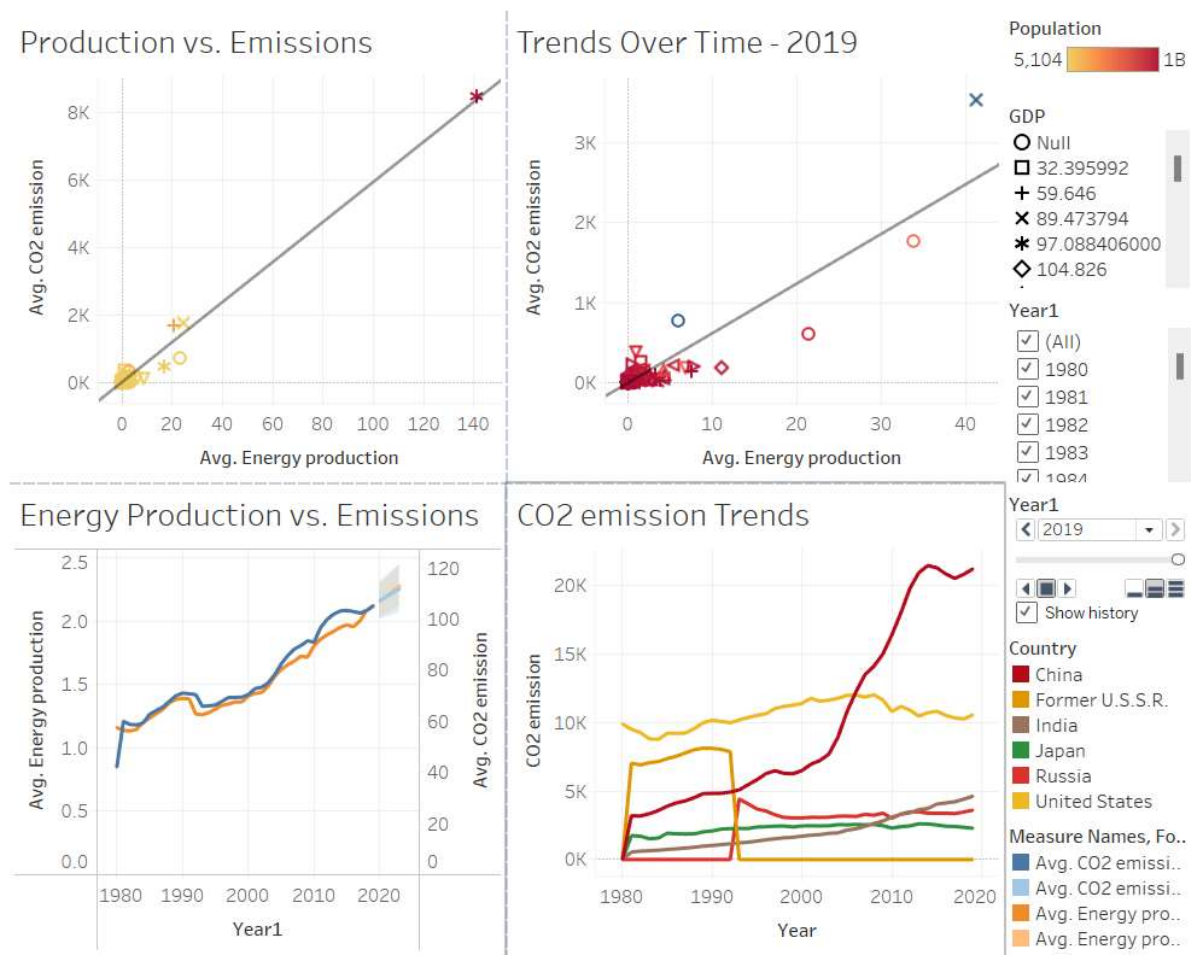 Production vs. Emissions
8K
6K
4K
2K
0K
Avg. CO2 emission
0 20 40 60 80 100 120 140
Avg. Energy production
Trends Over Time - 2019
3K
2K
1K
0K
Avg. CO2 emission
0 10 20 30 40
Avg. Energy production
Population
5,104 1B
GDP
Null
32.395992
59.646
89.473794
97.088406000
104.826
Year1
(All)
1980
1981
1982
1983
1984
Energy Production vs. Emissions
2.5
2.0
1.5
1.0
0.5
0.0
Avg. Energy production
120
100
80
60
40
20
0
Avg. CO2 emission
1980 1990 2000 2010 2020
Year1
CO2 emission Trends
20K
15K
10K
5K
0K
CO2 emission
1980 1990 2000 2010 2020
Year
Year1
2019
Show history
Country
China
Former U.S.S.R.
India
Japan
Russia
United States
Measure Names, Fo..
Avg. CO2 emissi..
Avg. CO2 emissi..
Avg. Energy pro..
Avg. Energy pro..